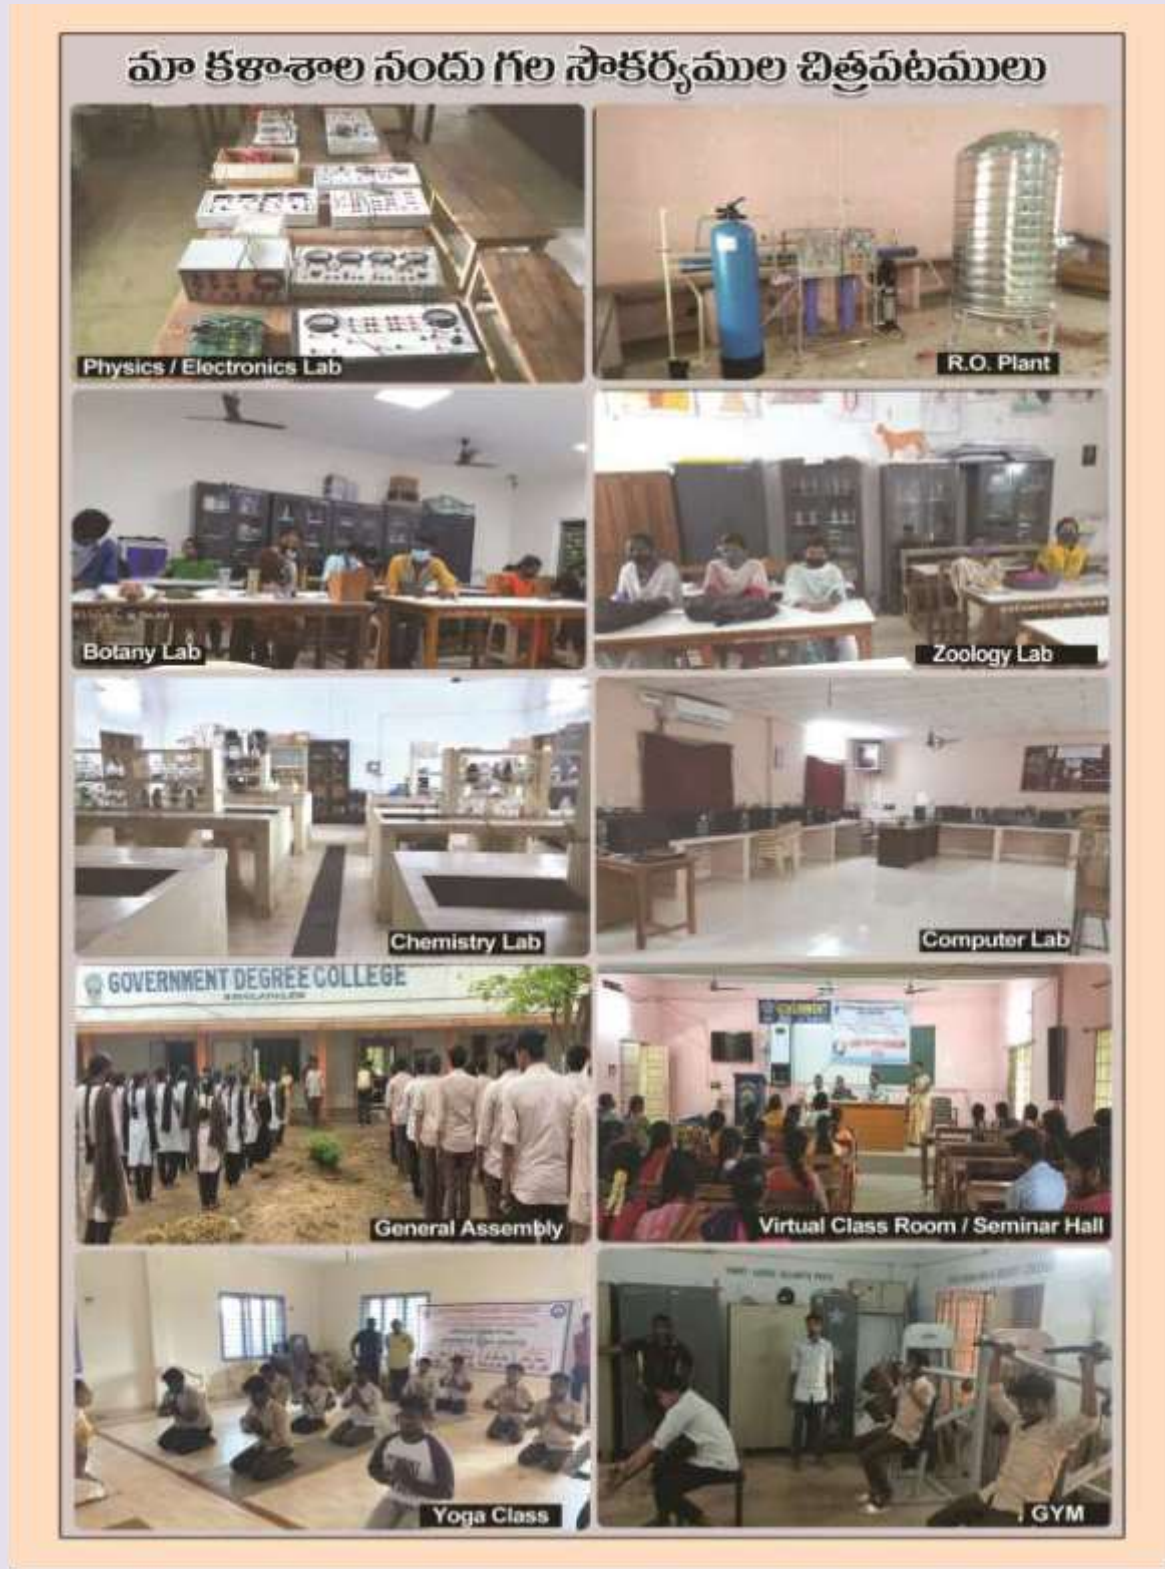 మా కళాశాల నందు గల సౌకర్యముల చిత్రపటములు
Physics / Electronics Lab
R.O. Plant
Botany Lab
Zoology Lab
Chemistry Lab
Computer Lab
GOVERNMENT DEGREE COLLEGE
General Assembly
GOVERNMENT
Virtual Class Room / Seminar Hall
Yoga Class
GYM